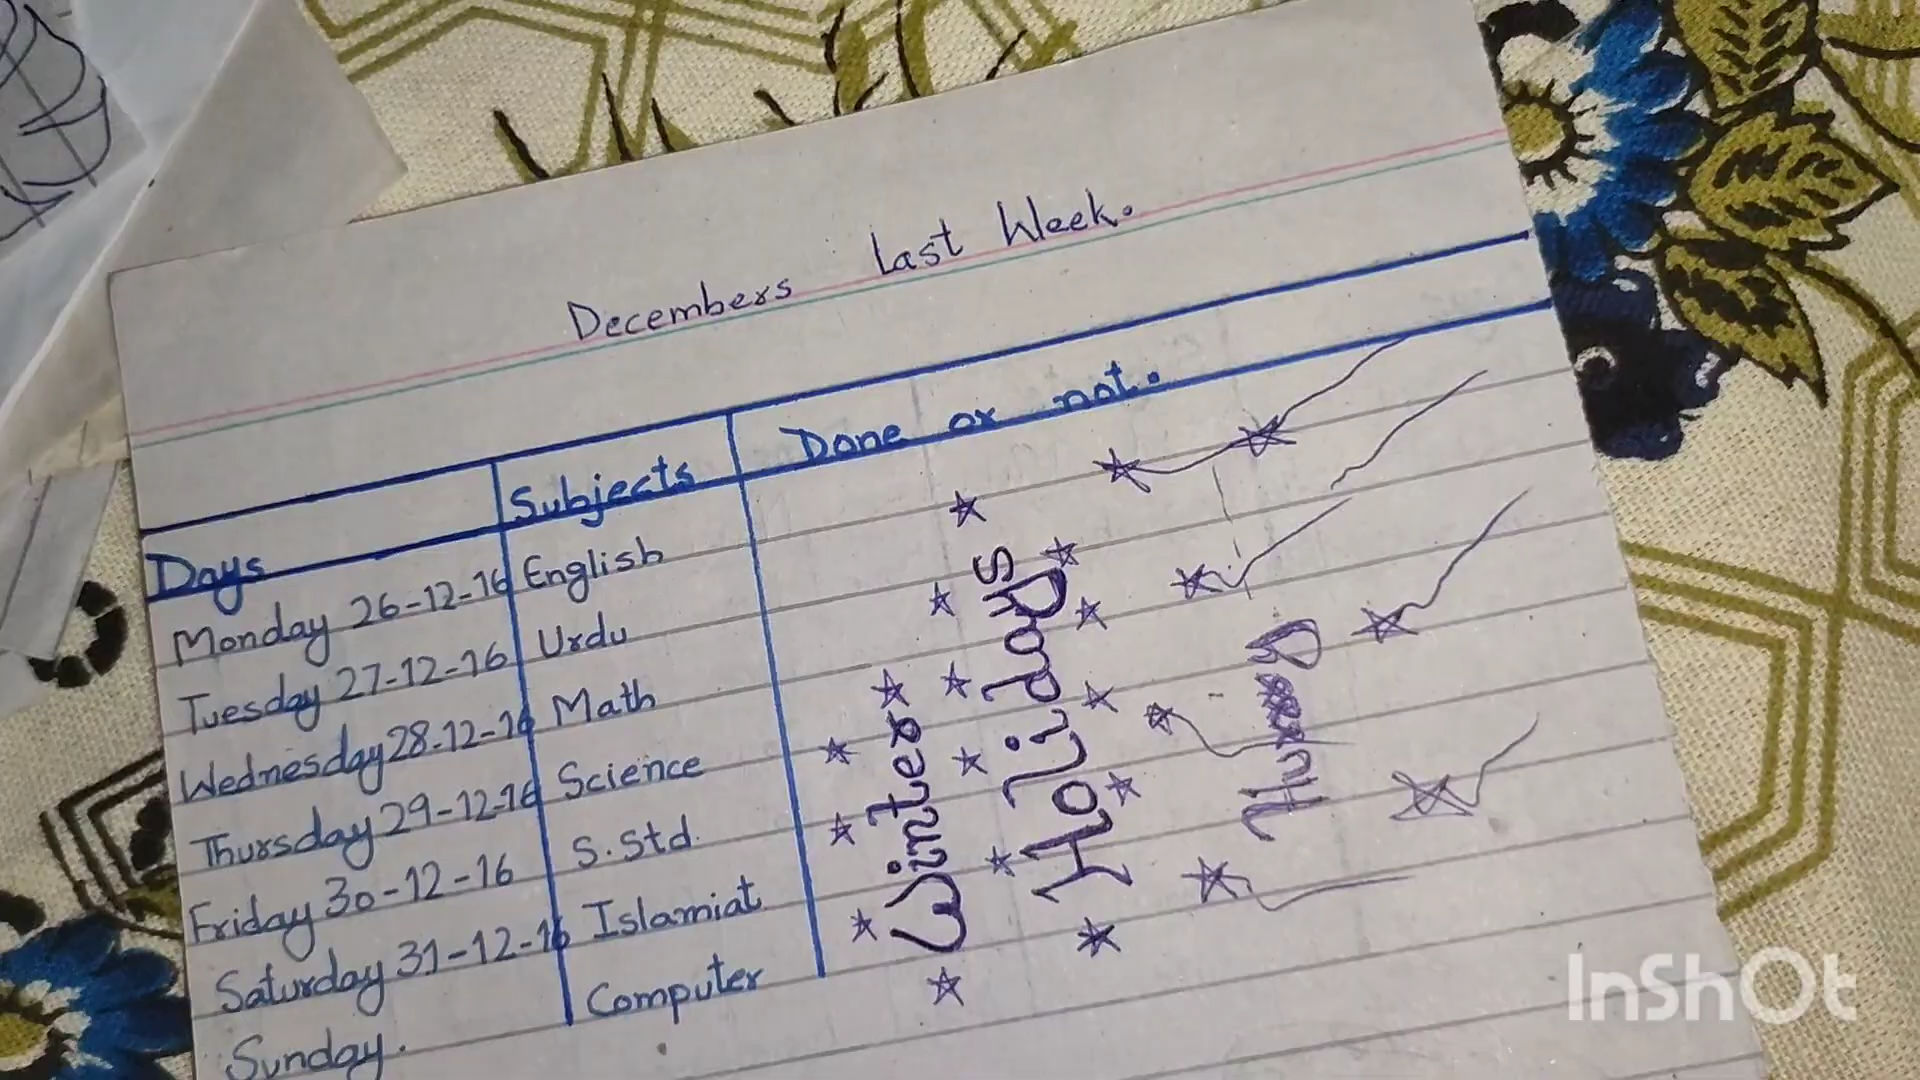 Decembers Last Week.
Days Subjects Done or not.
Monday 26-12-16 English
Tuesday 27-12-16 Urdu
Wednesday 28-12-16 Math
Thursday 29-12-16 Science
Friday 30-12-16 S.Std.
Saturday 31-12-16 Islamiat
Sunday. Computer
Winter
Holidays
InShOt